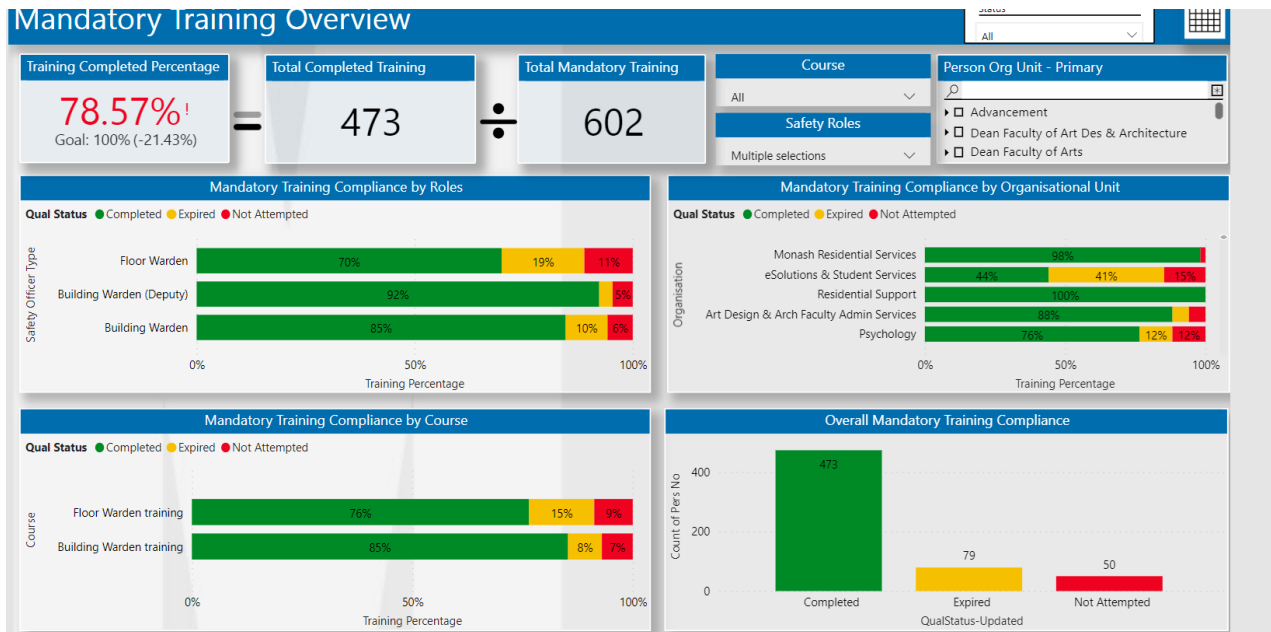 Mandatory Training Overview
Status
All
Training Completed Percentage
78.57%!
Goal: 100% (-21.43%)
=
Total Completed Training
473
÷
Total Mandatory Training
602
Course
All
Safety Roles
Multiple selections
Person Org Unit - Primary
Advancement
Dean Faculty of Art Des & Architecture
Dean Faculty of Arts
Mandatory Training Compliance by Roles
Qual Status Completed Expired Not Attempted
Safety Officer Type
Floor Warden 70% 19% 11%
Building Warden (Deputy) 92% 5%
Building Warden 85% 10% 6%
0% 50% 100%
Training Percentage
Mandatory Training Compliance by Organisational Unit
Qual Status Completed Expired Not Attempted
Organisation
Monash Residential Services 98%
eSolutions & Student Services 44% 41% 15%
Residential Support 100%
Art Design & Arch Faculty Admin Services 88%
Psychology 76% 12% 12%
0% 50% 100%
Training Percentage
Mandatory Training Compliance by Course
Qual Status Completed Expired Not Attempted
Course
Floor Warden training 76% 15% 9%
Building Warden training 85% 8% 7%
0% 50% 100%
Training Percentage
Overall Mandatory Training Compliance
Count of Pers No
400
200
0
473
79
50
Completed Expired Not Attempted
QualStatus-Updated